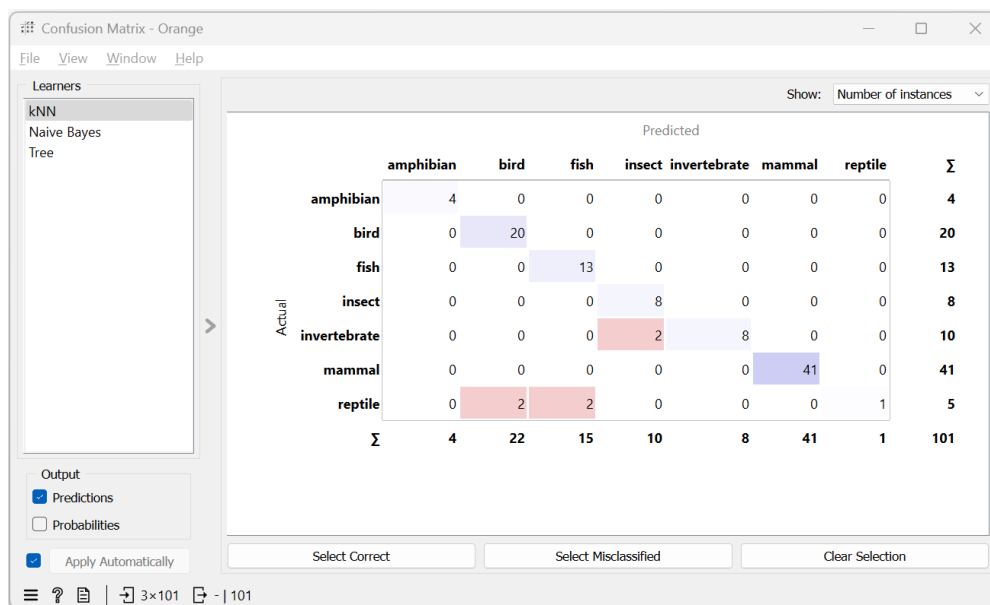 Confusion Matrix - Orange
File View Window Help
Learners
kNN
Naive Bayes
Tree
Show: Number of instances
Predicted
amphibian bird fish insect invertebrate mammal reptile Σ
amphibian 4 0 0 0 0 0 0 4
bird 0 20 0 0 0 0 0 20
fish 0 0 13 0 0 0 0 13
insect 0 0 0 8 0 0 0 8
Actual
invertebrate 0 0 0 2 8 0 0 10
mammal 0 0 0 0 0 41 0 41
reptile 0 2 2 0 0 0 1 5
Σ 4 22 15 10 8 41 1 101
Output
Predictions
Probabilities
Apply Automatically
Select Correct Select Misclassified Clear Selection
3×101 - | 101